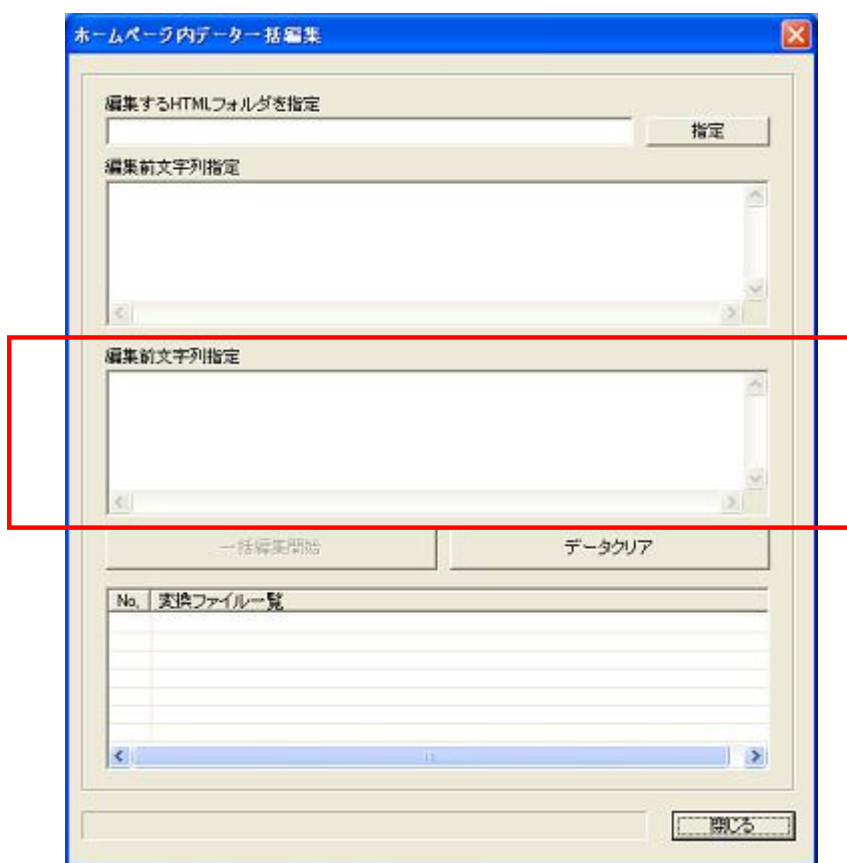 ホームページ内データ一括編集
編集するHTMLフォルダを指定
指定
編集前文字列指定
編集前文字列指定
一括編集開始
データクリア
No. 変換ファイル一覧
閉じる